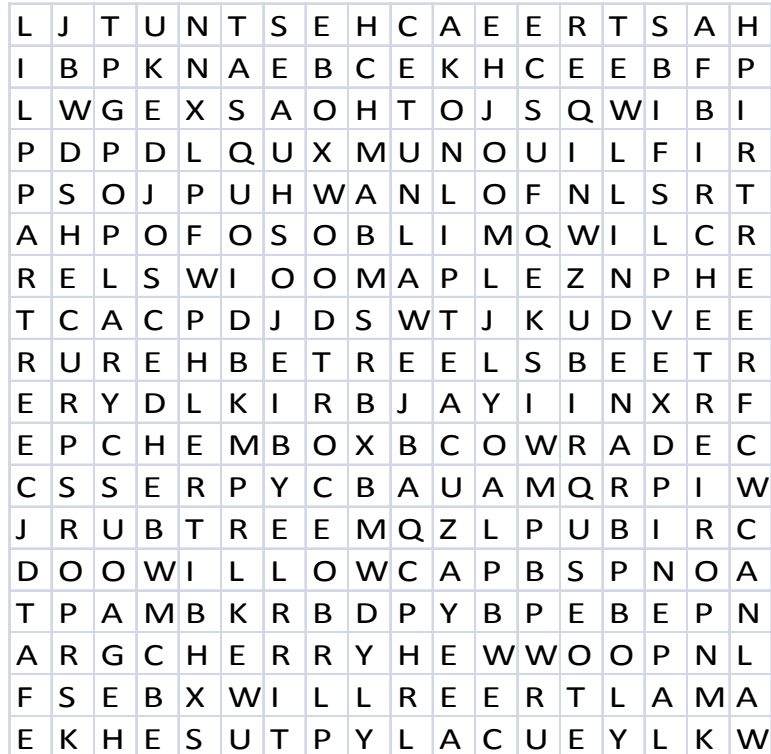 L J T U N T S E H C A E E R T S A H
I B P K N A E B C E K H C E E B F P
L W G E X S A O H T O J S Q W I B I
P D P D L Q U X M U N O U I L F I R
P S O J P U H W A N L O F N L S R T
A H P O F O S O B L I M Q W I L C R
R E L S W I O O M A P L E Z N P H E
T C A C P D J D S W T J K U D V E E
R U R E H B E T R E E L S B E E T R
E R Y D L K I R B J A Y I I N X R F
E P C H E M B O X B C O W R A D E C
C S S E R P Y C B A U A M Q R P I W
J R U B T R E E M Q Z L P U B I R C
D O O W I L L O W C A P B S P N O A
T P A M B K R B D P Y B P E B E P N
A R G C H E R R Y H E W W O O P N L
F S E B X W I L L R E E R T L A M A
E K H E S U T P Y L A C U E Y L K W